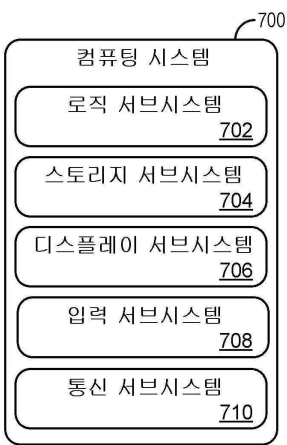 700
컴퓨팅 시스템
로직 서브시스템
702
스토리지 서브시스템
704
디스플레이 서브시스템
706
입력 서브시스템
708
통신 서브시스템
710